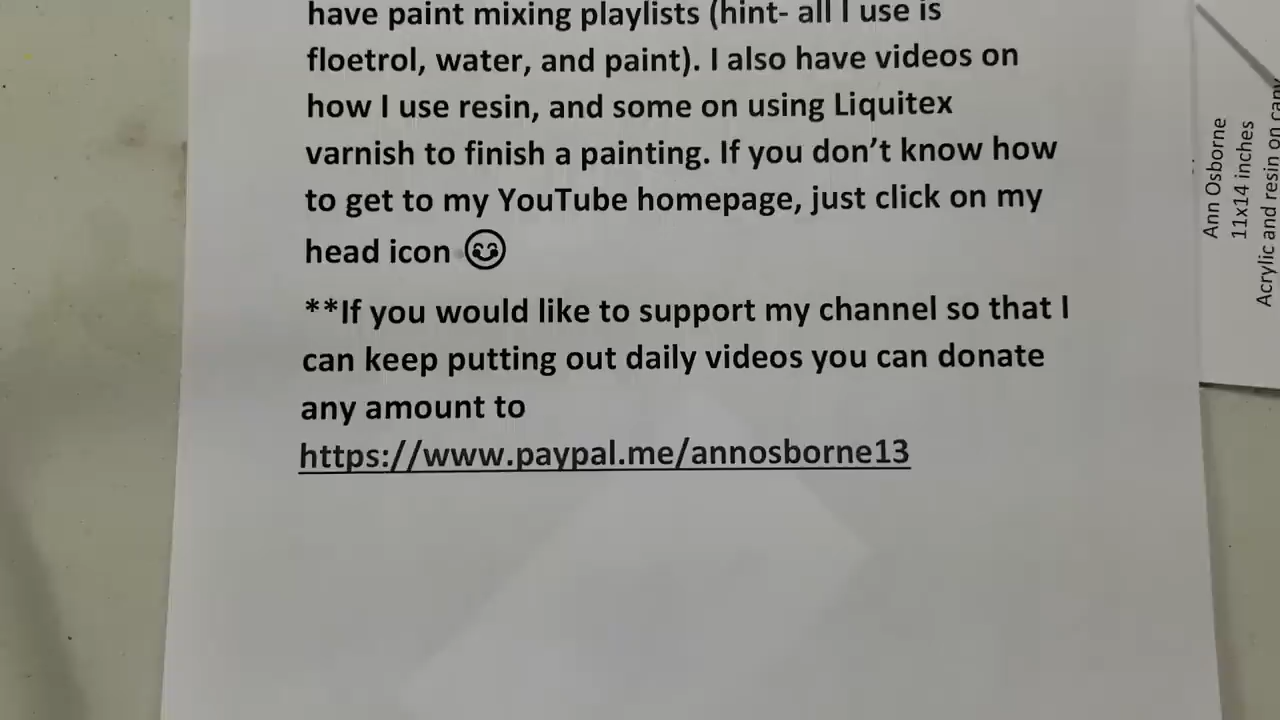 have paint mixing playlists (hint- all I use is
floetrol, water, and paint). I also have videos on
how I use resin, and some on using Liquitex
varnish to finish a painting. If you don’t know how
to get to my YouTube homepage, just click on my
head icon 😊
**If you would like to support my channel so that I
can keep putting out daily videos you can donate
any amount to
https://www.paypal.me/annosborne13
Ann Osborne
11x14 inches
Acrylic and resin on